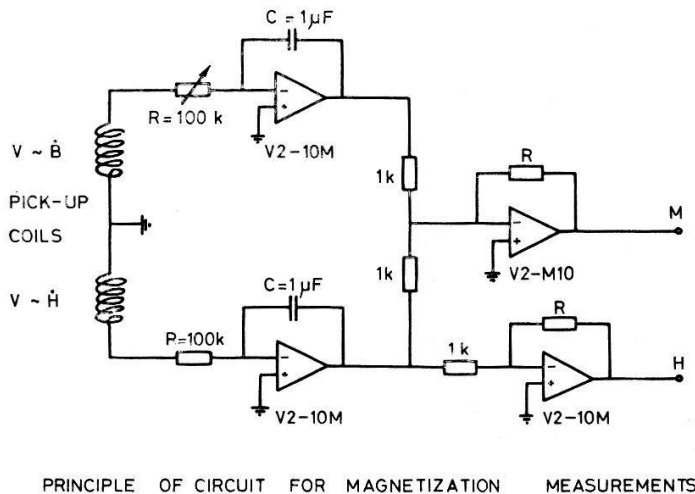 C = 1µF
R = 100 k
V2-10M
V ~ Ḃ
PICK-UP
COILS
V ~ Ḣ
1k
R
M
V2-M10
1k
C=1µF
R=100k
V2-10M
1k
R
H
V2-10M
PRINCIPLE OF CIRCUIT FOR MAGNETIZATION MEASUREMENTS